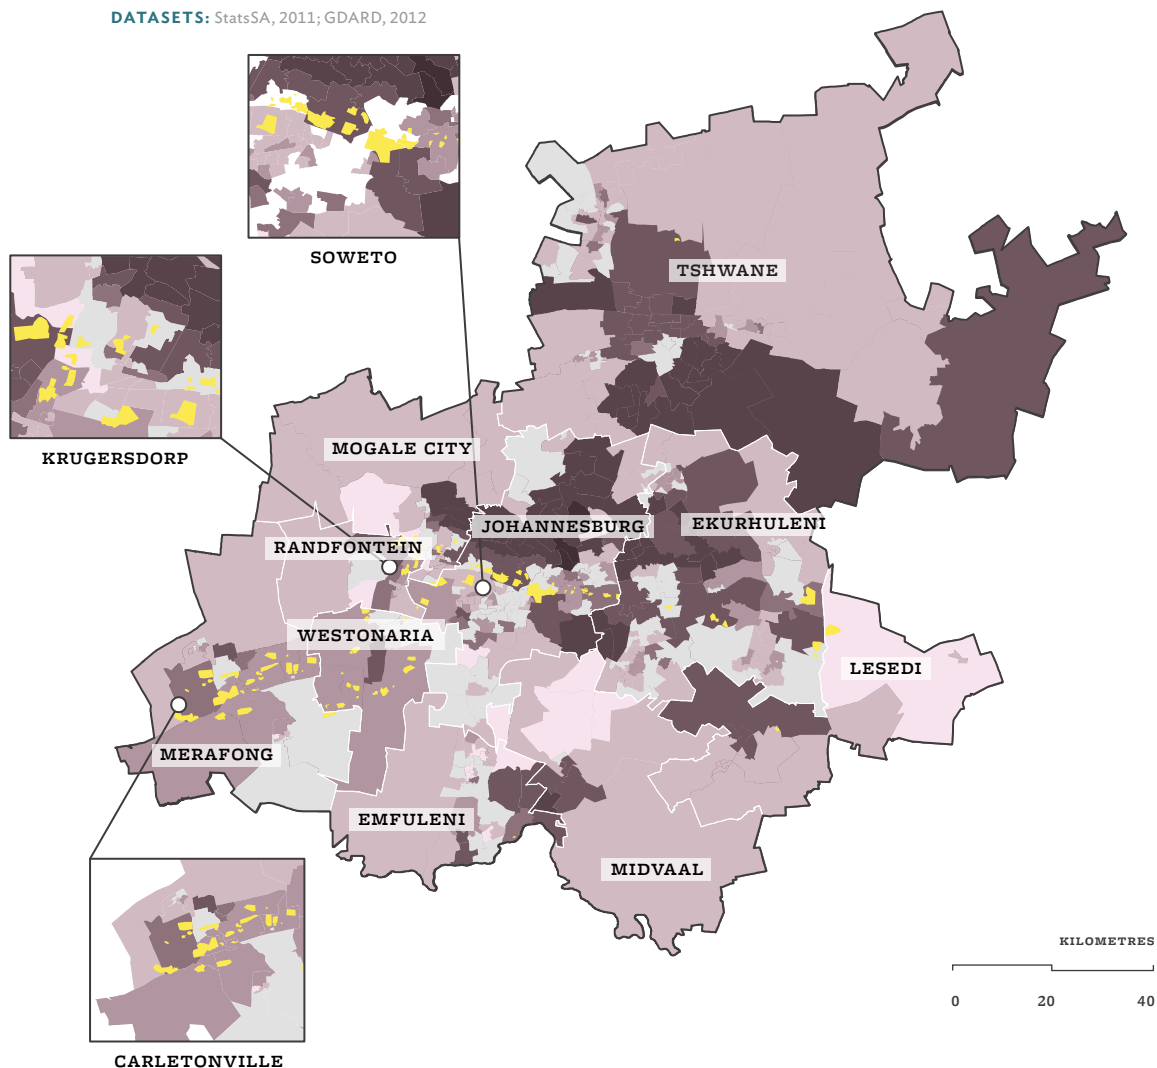 DATASETS: StatsSA, 2011; GDARD, 2012
SOWETO
TSHWANE
KRUGERSDORP
MOGALE CITY
JOHANNESBURG
EKURHULENI
RANDFONTEIN
WESTONARIA
LESEDI
MERAFONG
EMFULENI
MIDVAAL
KILOMETRES
0 20 40
CARLETONVILLE